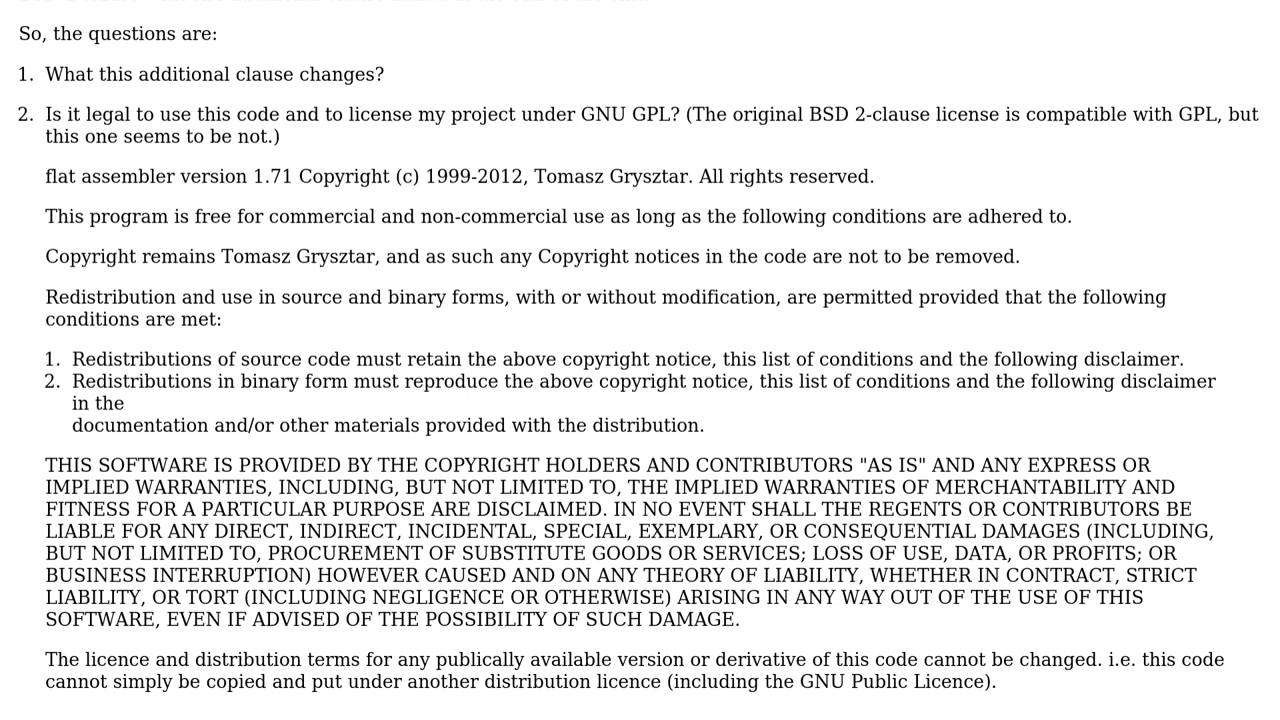 So, the questions are:
1. What this additional clause changes?
2. Is it legal to use this code and to license my project under GNU GPL? (The original BSD 2-clause license is compatible with GPL, but
this one seems to be not.)
flat assembler version 1.71 Copyright (c) 1999-2012, Tomasz Grysztar. All rights reserved.
This program is free for commercial and non-commercial use as long as the following conditions are adhered to.
Copyright remains Tomasz Grysztar, and as such any Copyright notices in the code are not to be removed.
Redistribution and use in source and binary forms, with or without modification, are permitted provided that the following
conditions are met:
1. Redistributions of source code must retain the above copyright notice, this list of conditions and the following disclaimer.
2. Redistributions in binary form must reproduce the above copyright notice, this list of conditions and the following disclaimer
in the
documentation and/or other materials provided with the distribution.
THIS SOFTWARE IS PROVIDED BY THE COPYRIGHT HOLDERS AND CONTRIBUTORS "AS IS" AND ANY EXPRESS OR
IMPLIED WARRANTIES, INCLUDING, BUT NOT LIMITED TO, THE IMPLIED WARRANTIES OF MERCHANTABILITY AND
FITNESS FOR A PARTICULAR PURPOSE ARE DISCLAIMED. IN NO EVENT SHALL THE REGENTS OR CONTRIBUTORS BE
LIABLE FOR ANY DIRECT, INDIRECT, INCIDENTAL, SPECIAL, EXEMPLARY, OR CONSEQUENTIAL DAMAGES (INCLUDING,
BUT NOT LIMITED TO, PROCUREMENT OF SUBSTITUTE GOODS OR SERVICES; LOSS OF USE, DATA, OR PROFITS; OR
BUSINESS INTERRUPTION) HOWEVER CAUSED AND ON ANY THEORY OF LIABILITY, WHETHER IN CONTRACT, STRICT
LIABILITY, OR TORT (INCLUDING NEGLIGENCE OR OTHERWISE) ARISING IN ANY WAY OUT OF THE USE OF THIS
SOFTWARE, EVEN IF ADVISED OF THE POSSIBILITY OF SUCH DAMAGE.
The licence and distribution terms for any publically available version or derivative of this code cannot be changed. i.e. this code
cannot simply be copied and put under another distribution licence (including the GNU Public Licence).